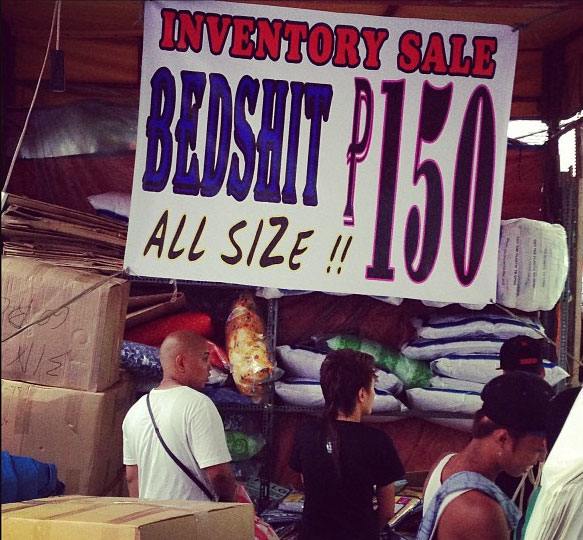 INVENTORY SALE
BEDSHIT ₱150
ALL SIZE !!